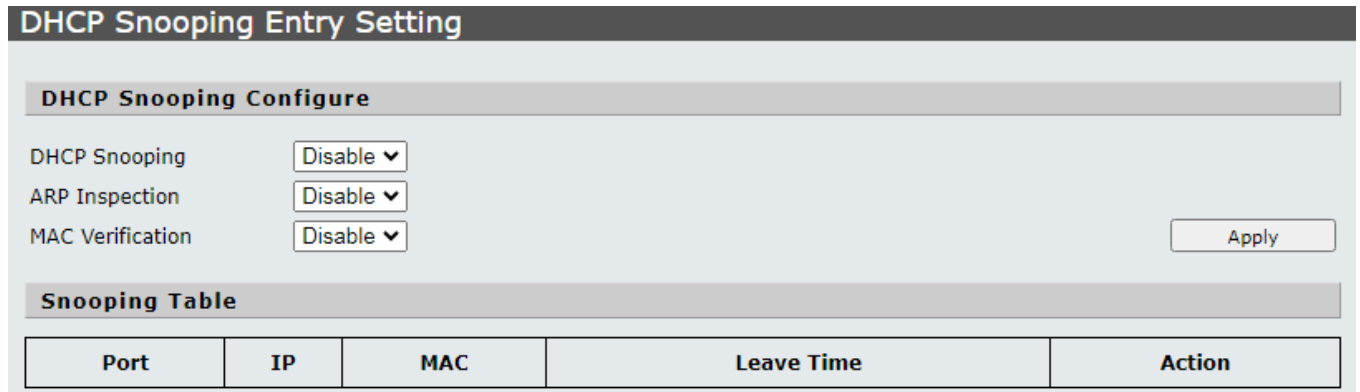 DHCP Snooping Entry Setting
DHCP Snooping Configure
DHCP Snooping Disable
ARP Inspection Disable
MAC Verification Disable Apply
Snooping Table
Port IP MAC Leave Time Action